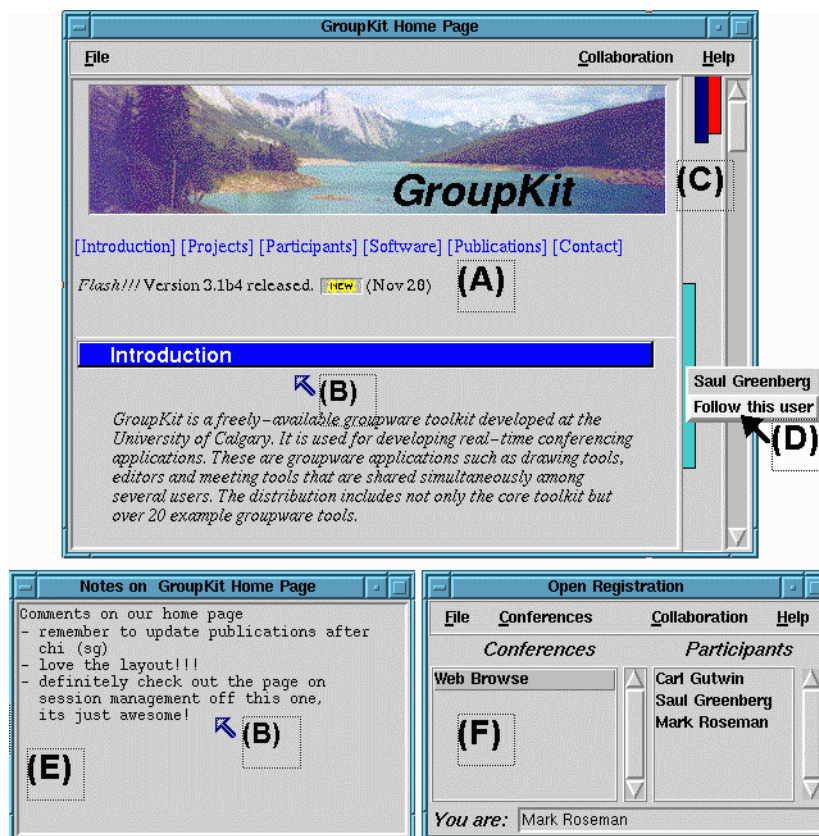 GroupKit Home Page
File Collaboration Help
GroupKit
(C)
[Introduction] [Projects] [Participants] [Software] [Publications] [Contact]
Flash!!! Version 3.1b4 released. NEW (Nov 20)
(A)
Introduction
(B)
Saul Greenberg
Follow this user
(D)
GroupKit is a freely-available groupware toolkit developed at the
University of Calgary. It is used for developing real-time conferencing
applications. These are groupware applications such as drawing tools,
editors and meeting tools that are shared simultaneously among
several users. The distribution includes not only the core toolkit but
over 20 example groupware tools.
Notes on GroupKit Home Page
Comments on our home page
- remember to update publications after
chi (sg)
- love the layout!!!
- definitely check out the page on
session management off this one,
its just awesome!
(B)
(E)
Open Registration
File Conferences Collaboration Help
Conferences Participants
Web Browse
Carl Gutwin
Saul Greenberg
Mark Roseman
(F)
You are: Mark Roseman